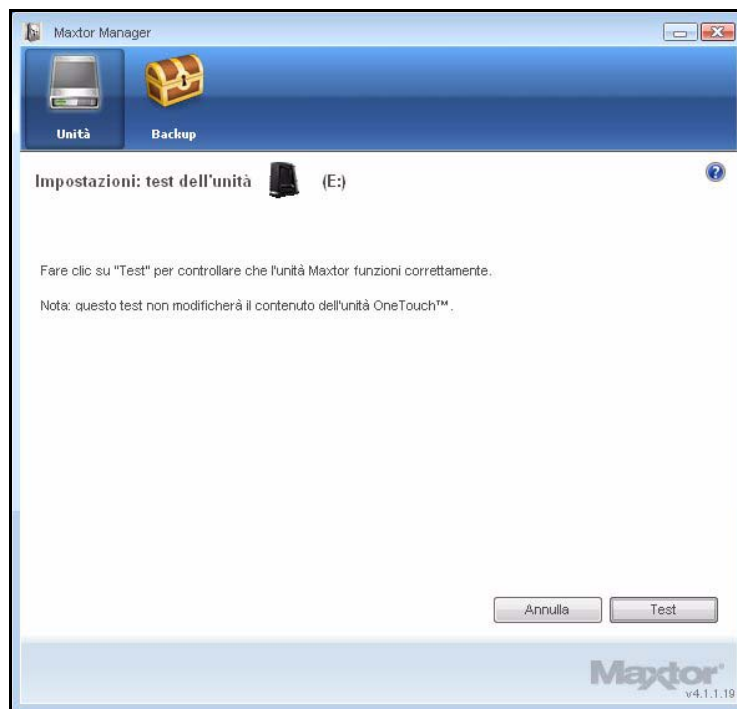 Maxtor Manager
Unità
Backup
Impostazioni: test dell'unità (E:)
Fare clic su "Test" per controllare che l'unità Maxtor funzioni correttamente.
Nota: questo test non modificherà il contenuto dell'unità OneTouch™.
Annulla
Test
Maxtor
v4.1.1.19